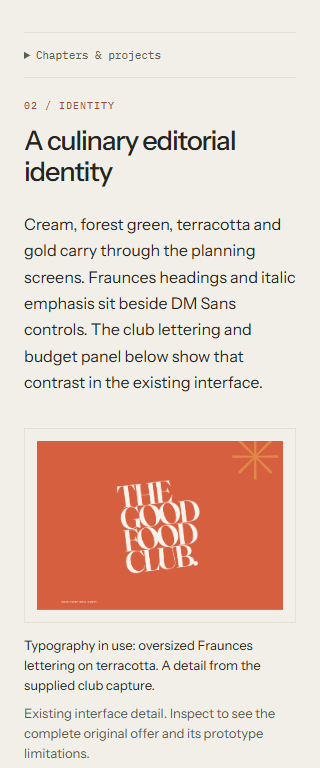 ▶ Chapters & projects
02 / IDENTITY
A culinary editorial
identity
Cream, forest green, terracotta and
gold carry through the planning
screens. Fraunces headings and italic
emphasis sit beside DM Sans
controls. The club lettering and
budget panel below show that
contrast in the existing interface.
THE
GOOD
FOOD
CLUB.
Typography in use: oversized Fraunces
lettering on terracotta. A detail from the
supplied club capture.
Existing interface detail. Inspect to see the
complete original offer and its prototype
limitations.